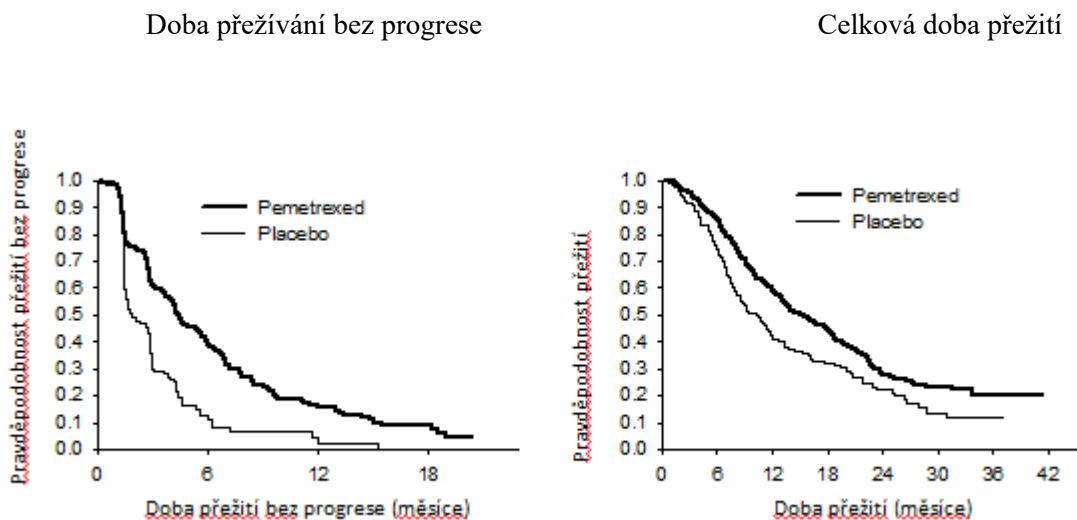 Doba přežívání bez progrese
Celková doba přežití
Pravděpodobnost přežití bez progrese
1.0
0.9
0.8
0.7
0.6
0.5
0.4
0.3
0.2
0.1
0.0
Pemetrexed
Placebo
0 6 12 18
Doba přežití bez progrese (měsíce)
Pravděpodobnost přežití
1.0
0.9
0.8
0.7
0.6
0.5
0.4
0.3
0.2
0.1
0.0
Pemetrexed
Placebo
0 6 12 18 24 30 36 42
Doba přežití (měsíce)